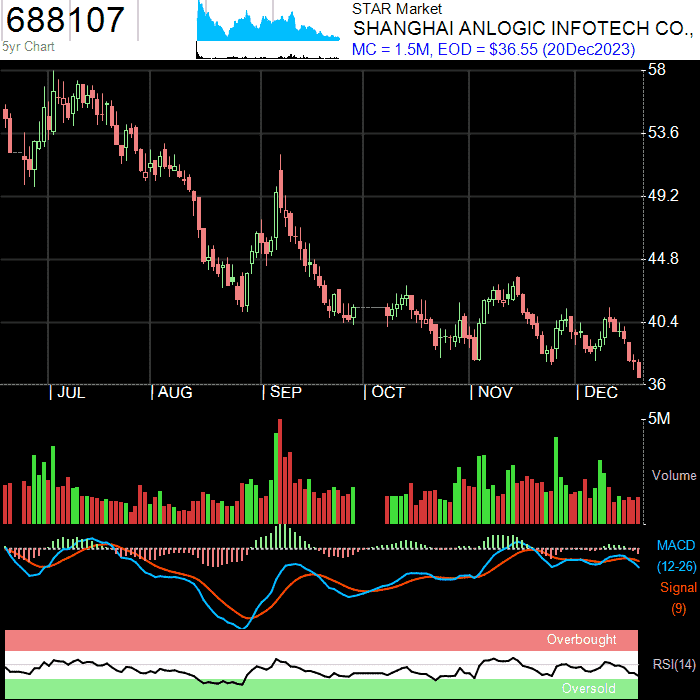 688107
5yr Chart
STAR Market
SHANGHAI ANLOGIC INFOTECH CO.,
MC = 1.5M, EOD = $36.55 (20Dec2023)
58
53.6
49.2
44.8
40.4
36
JUL AUG SEP OCT NOV DEC
5M
Volume
MACD
(12-26)
Signal
(9)
Overbought
RSI(14)
Oversold